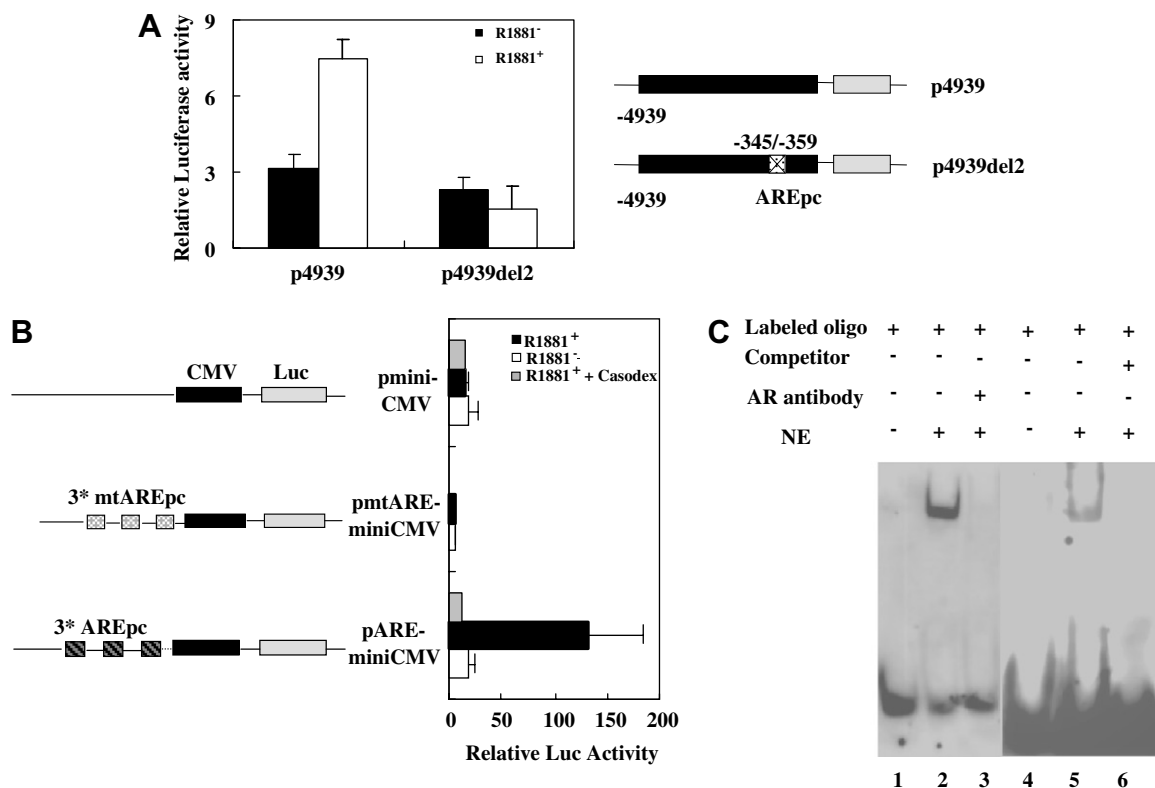 A
Relative Luciferase activity
9
6
3
0
R1881-
R1881+
p4939
p4939del2
-4939
p4939
-345/-359
-4939
AREpc
p4939del2
B
CMV Luc
3* mtAREpc
3* AREpc
pmini-
CMV
pmtARE-
miniCMV
pARE-
miniCMV
R1881+
R1881-
R1881+ + Casodex
0 50 100 150 200
Relative Luc Activity
C
Labeled oligo + + + + + +
Competitor - - - - - +
AR antibody - - + - - -
NE - + + - + +
1 2 3 4 5 6